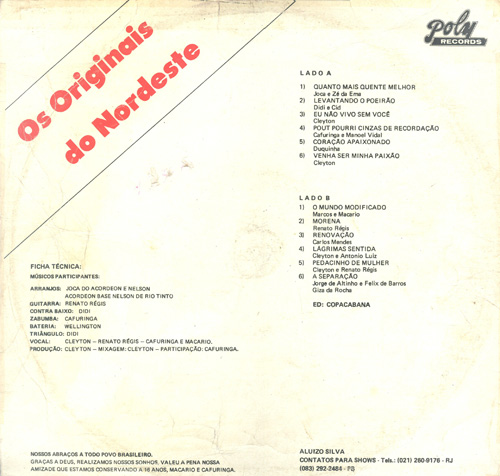 Os Originais
do Nordeste
poly
RECORDS
LADO A
1) QUANTO MAIS QUENTE MELHOR
Joca e Zé da Ema
2) LEVANTANDO O POEIRÃO
Didi e Cid
3) EU NÃO VIVO SEM VOCÊ
Cleyton
4) POUT POURRI CINZAS DE RECORDAÇÃO
Cafuringa e Manoel Vidal
5) CORAÇÃO APAIXONADO
Duquinha
6) VENHA SER MINHA PAIXÃO
Cleyton
LADO B
1) O MUNDO MODIFICADO
Marcos e Macario
2) MORENA
Renato Régis
3) RENOVAÇÃO
Carlos Mendes
4) LÁGRIMAS SENTIDA
Cleyton e Antonio Luiz
5) PEDACINHO DE MULHER
Cleyton e Renato Régis
6) A SEPARAÇÃO
Jorge de Altinho e Felix de Barros
Giza da Rocha
ED: COPACABANA
FICHA TÉCNICA:
MÚSICOS PARTICIPANTES:
ARRANJOS: JOCA DO ACORDEON E NELSON
ACORDEON BASE NELSON DE RIO TINTO
GUITARRA: RENATO RÉGIS
CONTRA BAIXO: DIDI
ZABUMBA: CAFURINGA
BATERIA: WELLINGTON
TRIÂNGULO: DIDI
VOCAL: CLEYTON — RENATO RÉGIS — CAFURINGA E MACARIO.
PRODUÇÃO: CLEYTON — MIXAGEM: CLEYTON — PARTICIPAÇÃO: CAFURINGA.
NOSSOS ABRAÇOS A TODO POVO BRASILEIRO.
GRAÇAS A DEUS, REALIZAMOS NOSSOS SONHOS, VALEU A PENA NOSSA
AMIZADE QUE ESTAMOS CONSERVANDO A 10 ANOS, MACARIO E CAFURINGA.
ALUIZO SILVA
CONTATOS PARA SHOWS - Tels.: (021) 260-9176 - RJ
(083) 292-2484 - PB